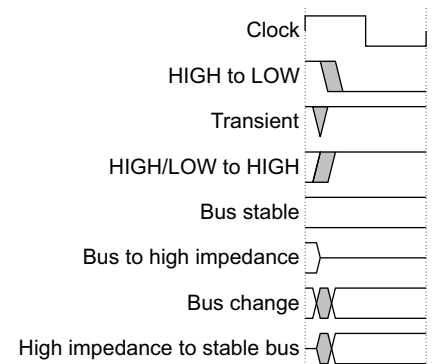 Clock
HIGH to LOW
Transient
HIGH/LOW to HIGH
Bus stable
Bus to high impedance
Bus change
High impedance to stable bus